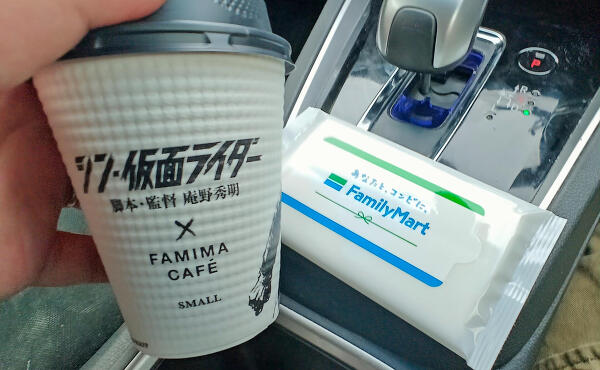 シン・仮面ライダー
脚本・監督 庵野秀明
×
FAMIMA
CAFÉ
SMALL
あなたと、コンビに、
FamilyMart
P
R